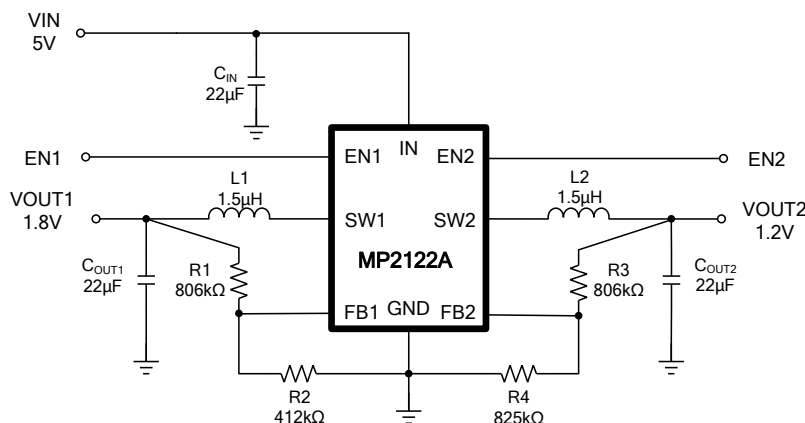 VIN
5V
CIN
22µF
EN1
EN1
IN
EN2
EN2
VOUT1
1.8V
L1
1.5µH
SW1
SW2
L2
1.5µH
VOUT2
1.2V
MP2122A
COUT1
22µF
R1
806kΩ
R3
806kΩ
COUT2
22µF
FB1
GND
FB2
R2
412kΩ
R4
825kΩ